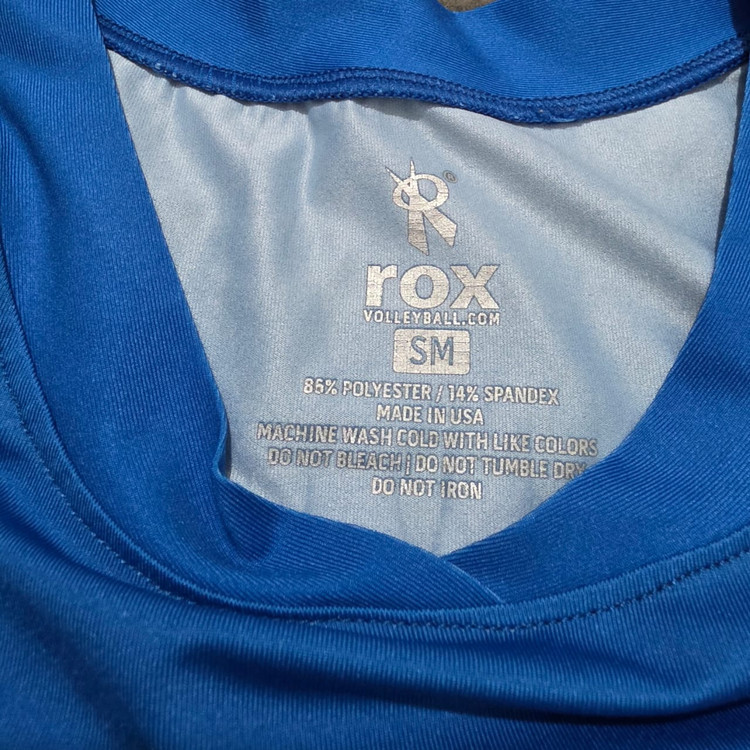 R
rox
VOLLEYBALL.COM
SM
86% POLYESTER / 14% SPANDEX
MADE IN USA
MACHINE WASH COLD WITH LIKE COLORS
DO NOT BLEACH | DO NOT TUMBLE DRY
DO NOT IRON